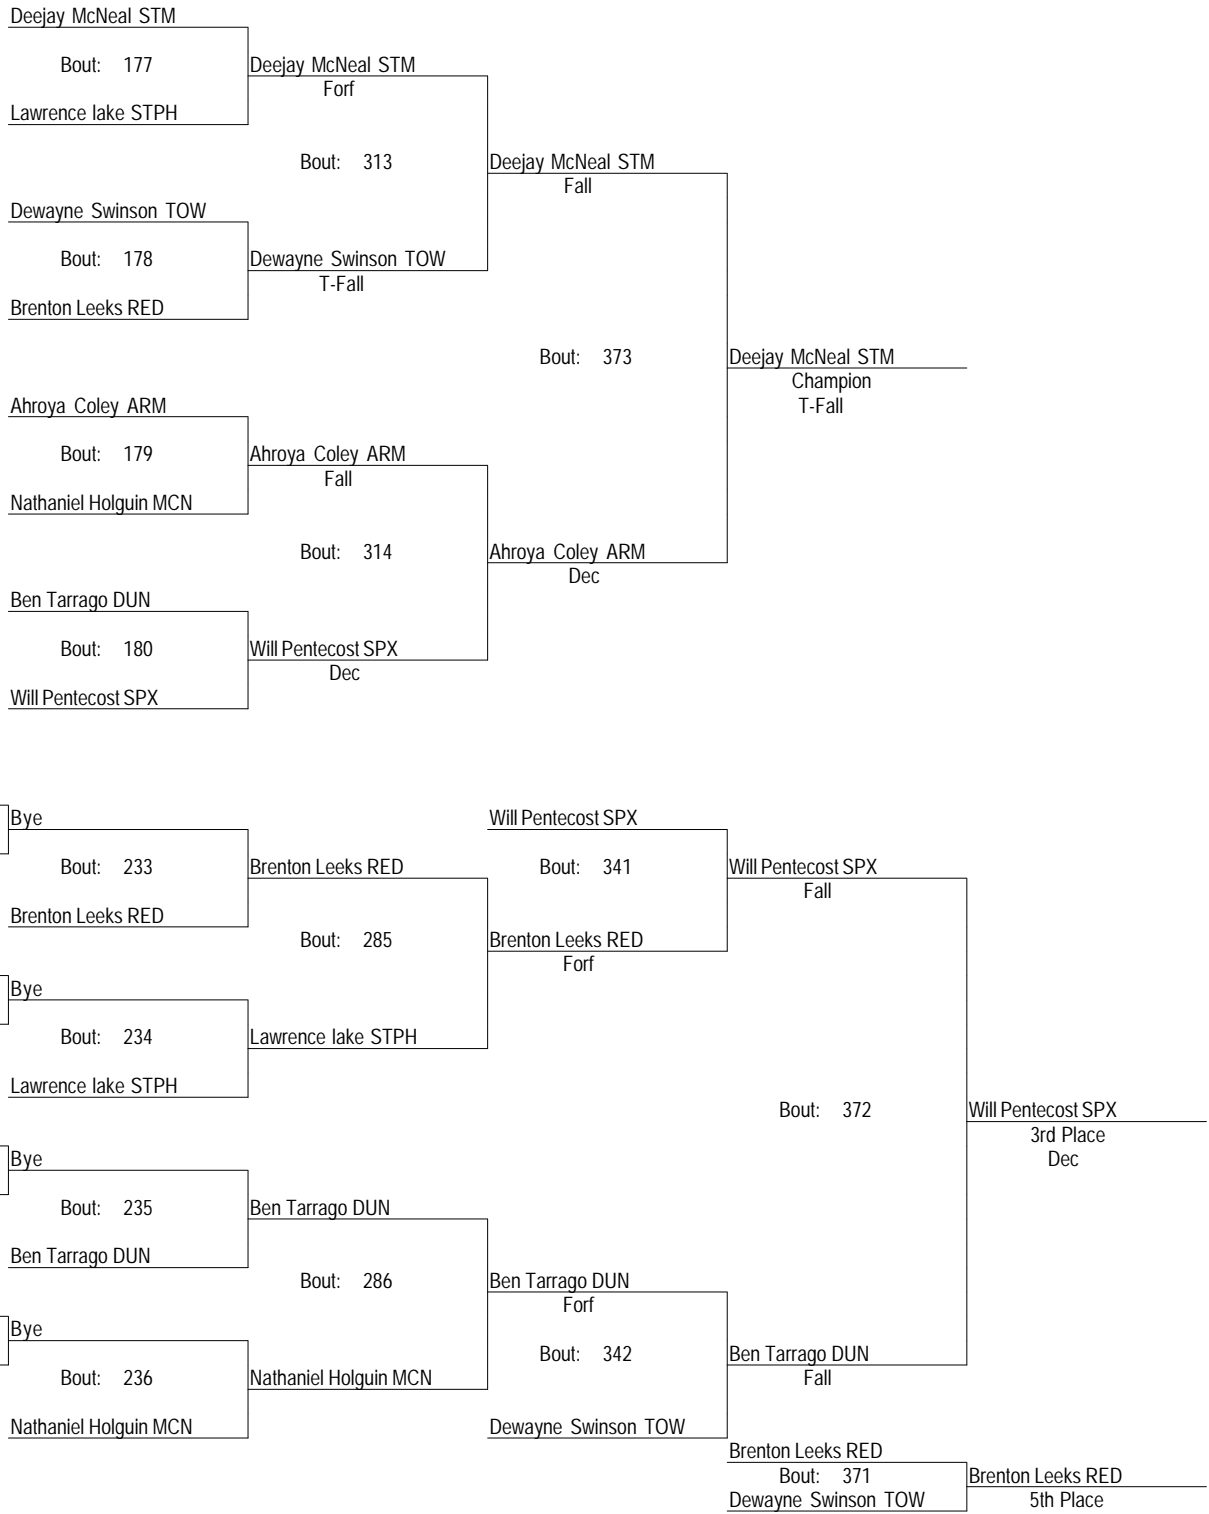 Deejay McNeal STM
Bout: 177
Deejay McNeal STM
Forf
Lawrence lake STPH
Bout: 313
Deejay McNeal STM
Fall
Dewayne Swinson TOW
Bout: 178
Dewayne Swinson TOW
T-Fall
Brenton Leeks RED
Bout: 373
Deejay McNeal STM
Champion
T-Fall
Ahroya Coley ARM
Bout: 179
Ahroya Coley ARM
Fall
Nathaniel Holguin MCN
Bout: 314
Ahroya Coley ARM
Dec
Ben Tarrago DUN
Bout: 180
Will Pentecost SPX
Dec
Will Pentecost SPX
Bye
Will Pentecost SPX
Bout: 233
Brenton Leeks RED
Bout: 341
Will Pentecost SPX
Fall
Brenton Leeks RED
Bout: 285
Brenton Leeks RED
Forf
Bye
Bout: 234
Lawrence lake STPH
Lawrence lake STPH
Bout: 372
Will Pentecost SPX
3rd Place
Dec
Bye
Bout: 235
Ben Tarrago DUN
Ben Tarrago DUN
Bout: 286
Ben Tarrago DUN
Forf
Bye
Bout: 342
Ben Tarrago DUN
Fall
Bout: 236
Nathaniel Holguin MCN
Nathaniel Holguin MCN
Dewayne Swinson TOW
Brenton Leeks RED
Bout: 371
Brenton Leeks RED
Dewayne Swinson TOW
5th Place